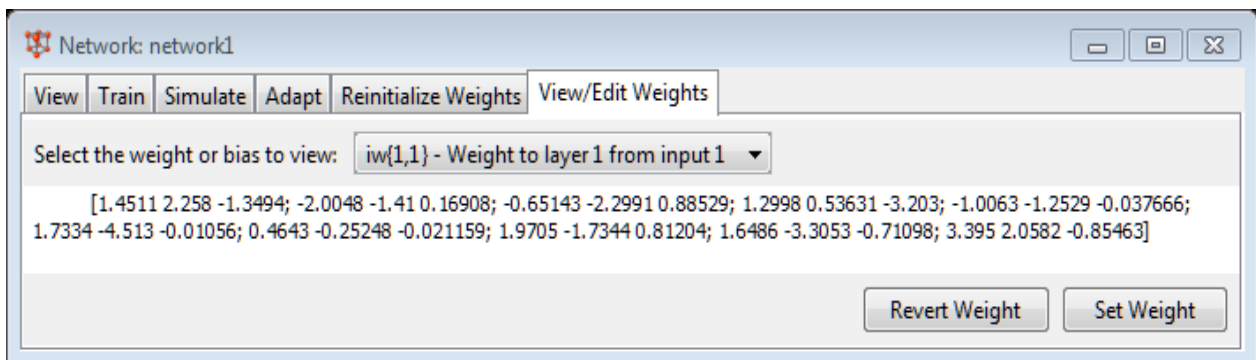 Network: network1
View Train Simulate Adapt Reinitialize Weights View/Edit Weights
Select the weight or bias to view: iw{1,1} - Weight to layer 1 from input 1
[1.4511 2.258 -1.3494; -2.0048 -1.41 0.16908; -0.65143 -2.2991 0.88529; 1.2998 0.53631 -3.203; -1.0063 -1.2529 -0.037666;
1.7334 -4.513 -0.01056; 0.4643 -0.25248 -0.021159; 1.9705 -1.7344 0.81204; 1.6486 -3.3053 -0.71098; 3.395 2.0582 -0.85463]
Revert Weight Set Weight